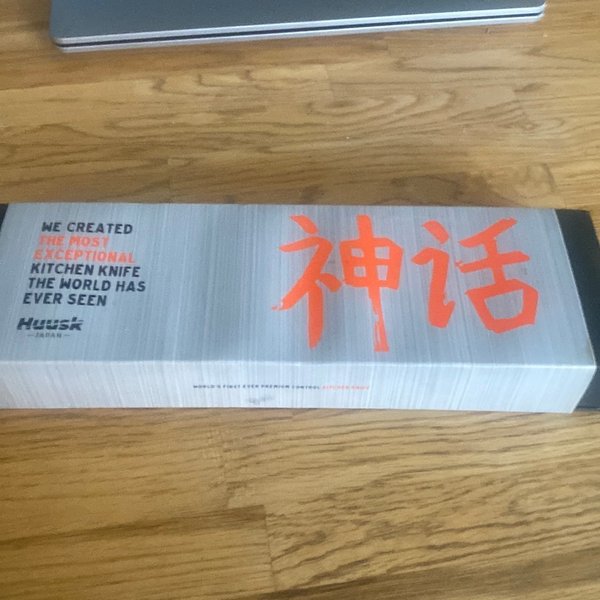 WE CREATED
THE MOST
EXCEPTIONAL
KITCHEN KNIFE
THE WORLD HAS
EVER SEEN
Huusk
JAPAN
神话
WORLD'S FIRST EVER PREMIUM CONTROL KITCHEN KNIFE